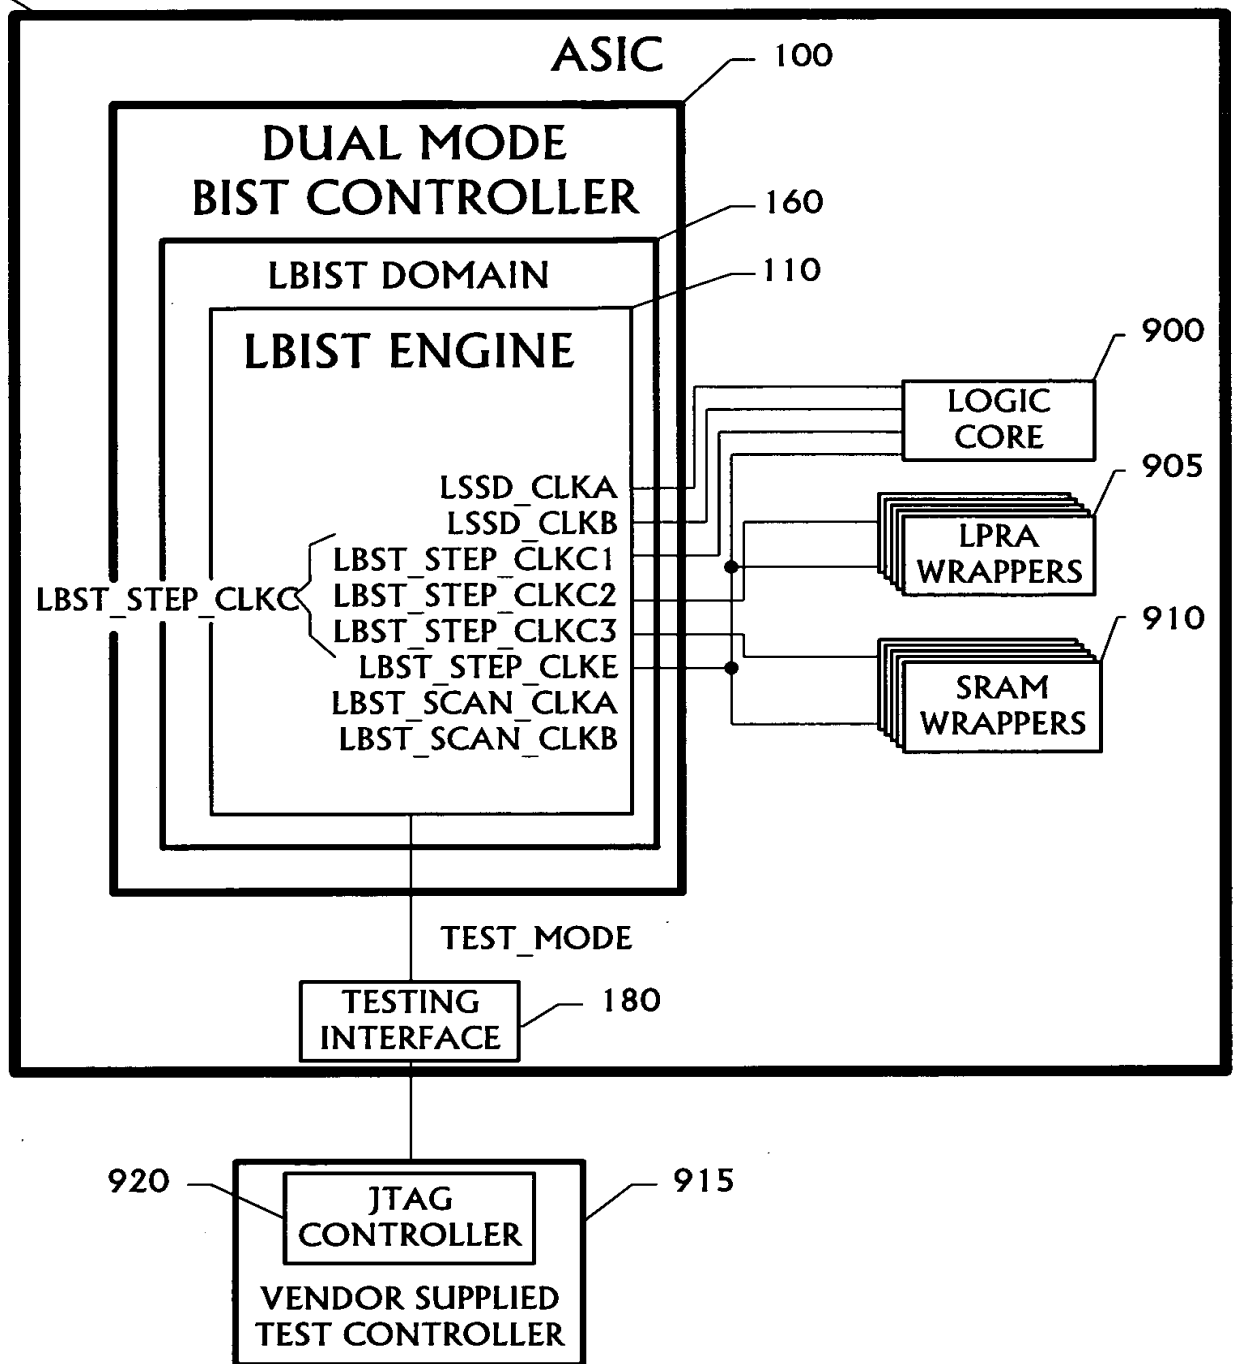 ASIC
100
DUAL MODE
BIST CONTROLLER
160
LBIST DOMAIN
110
LBIST ENGINE
900
LOGIC
CORE
905
LSSD_CLKA
LSSD_CLKB
LPRA
WRAPPERS
LBST_STEP_CLKC1
LBST_STEP_CLKC
LBST_STEP_CLKC2
LBST_STEP_CLKC3
910
LBST_STEP_CLKE
SRAM
WRAPPERS
LBST_SCAN_CLKA
LBST_SCAN_CLKB
TEST_MODE
TESTING
INTERFACE
180
920
JTAG
CONTROLLER
915
VENDOR SUPPLIED
TEST CONTROLLER